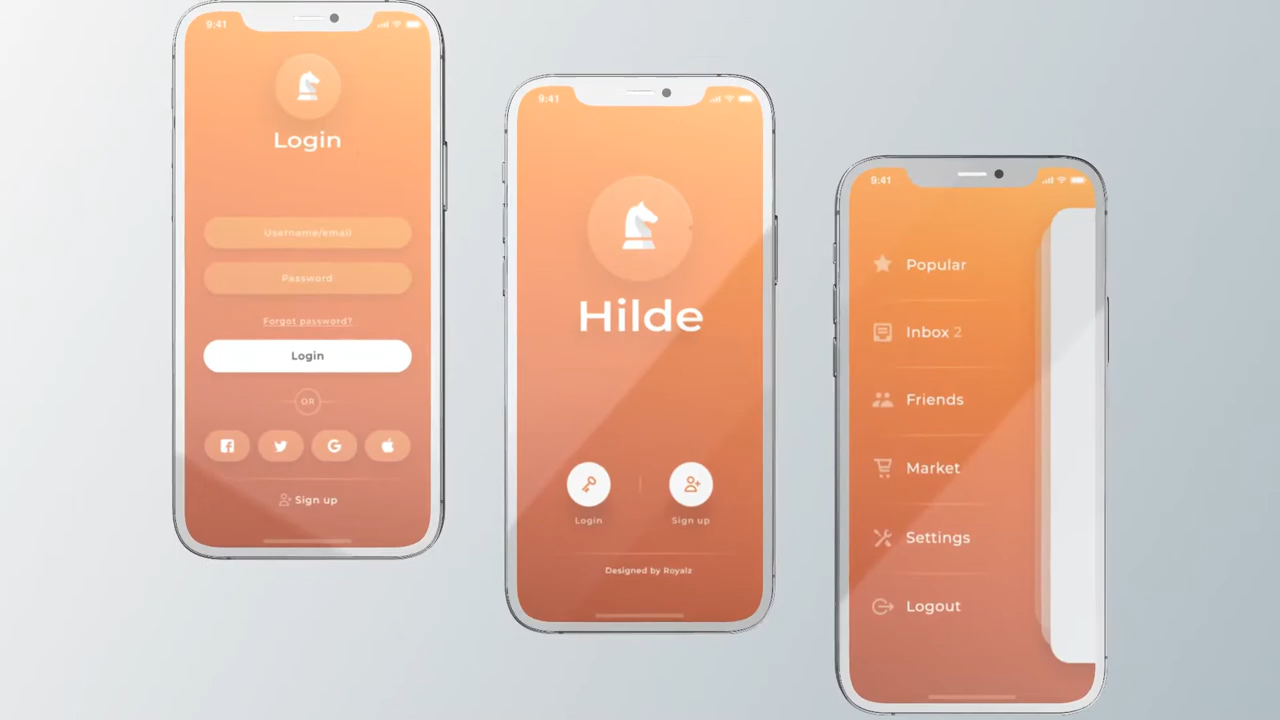 9:41
Login
Username/email
Password
Forgot password?
Login
OR
Sign up
9:41
Hilde
Login
Sign up
Designed by Royalz
9:41
Popular
Inbox 2
Friends
Market
Settings
Logout